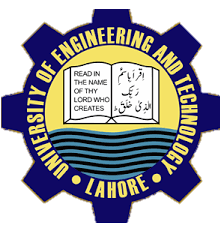 UNIVERSITY OF ENGINEERING AND TECHNOLOGY
READ IN
THE NAME
OF THY
LORD WHO
CREATES
اقرأ باسم
ربك
الذی خلق
• LAHORE •